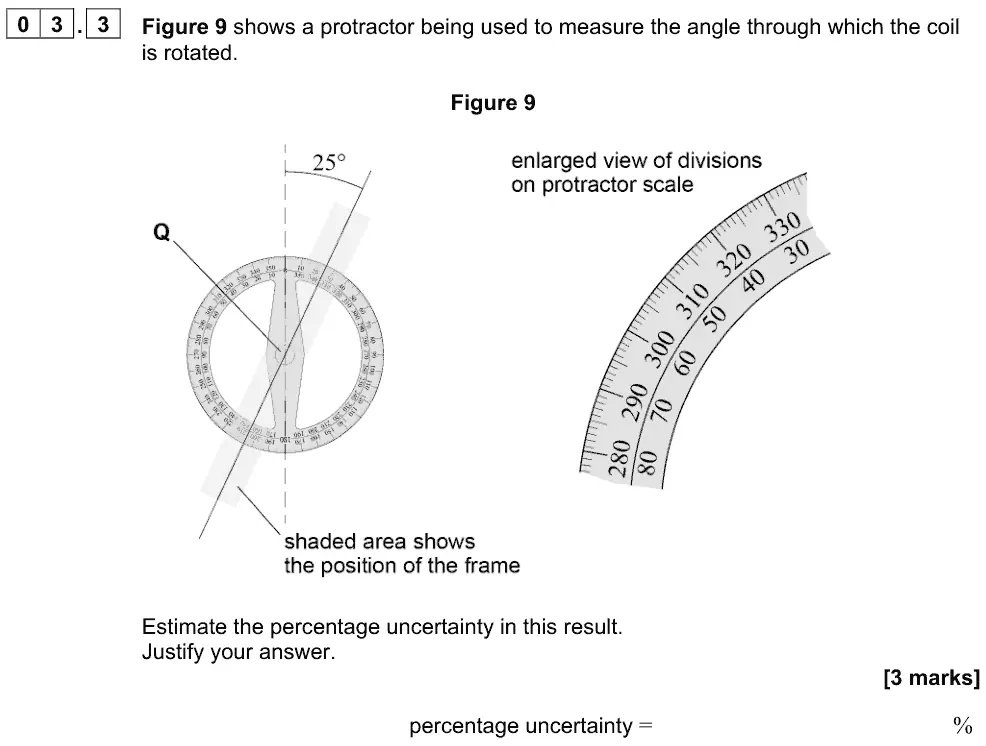 0 3 . 3 Figure 9 shows a protractor being used to measure the angle through which the coil
is rotated.
Figure 9
25°
enlarged view of divisions
on protractor scale
Q
330
320
30
310
40
300
50
60
290
70
280
80
shaded area shows
the position of the frame
Estimate the percentage uncertainty in this result.
Justify your answer.
[3 marks]
percentage uncertainty = %